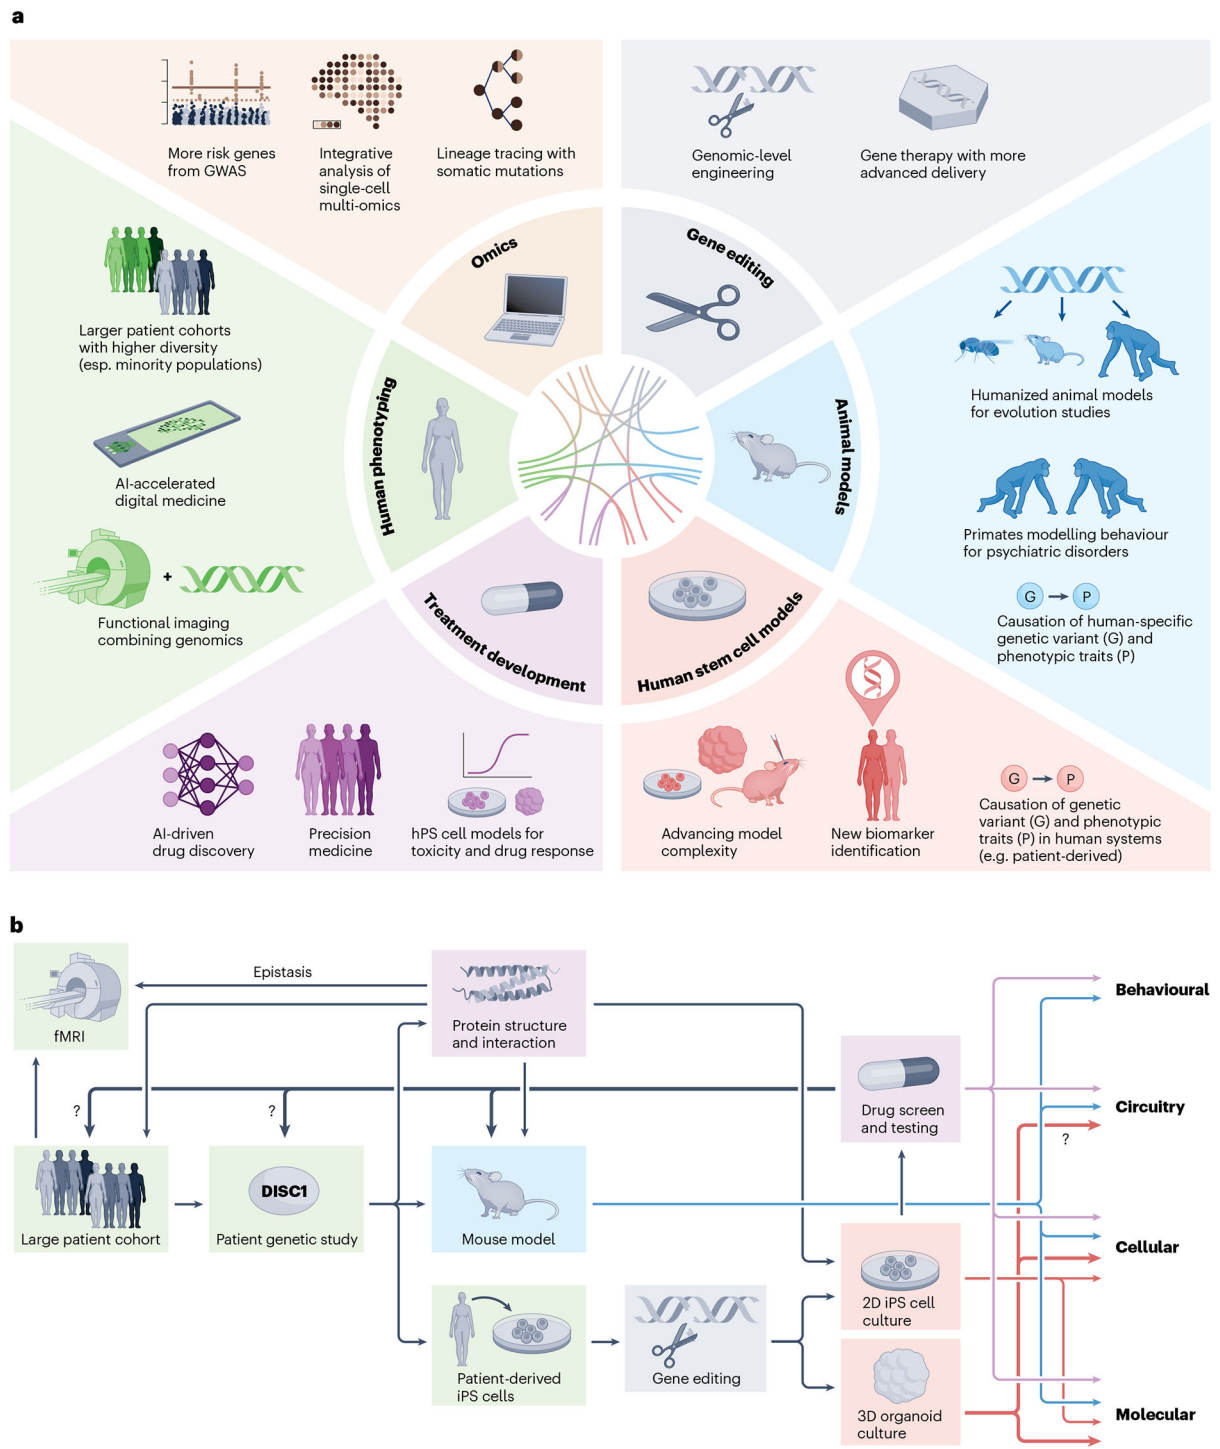 a
More risk genes
from GWAS
Integrative
analysis of
single-cell
multi-omics
Lineage tracing with
somatic mutations
Genomic-level
engineering
Gene therapy with more
advanced delivery
Omics
Gene editing
Larger patient cohorts
with higher diversity
(esp. minority populations)
Humanized animal models
for evolution studies
Human phenotyping
Animal models
AI-accelerated
digital medicine
Primates modelling behaviour
for psychiatric disorders
+
G
P
Functional imaging
combining genomics
Causation of human-specific
genetic variant (G) and
phenotypic traits (P)
Treatment development
Human stem cell models
G
P
AI-driven
drug discovery
Precision
medicine
hPS cell models for
toxicity and drug response
Advancing model
complexity
New biomarker
identification
Causation of genetic
variant (G) and phenotypic
traits (P) in human systems
(e.g. patient-derived)
b
Epistasis
fMRI
Protein structure
and interaction
Behavioural
Drug screen
and testing
Circuitry
?
?
?
DISC1
Large patient cohort
Patient genetic study
Mouse model
Cellular
2D iPS cell
culture
Patient-derived
iPS cells
Gene editing
3D organoid
culture
Molecular